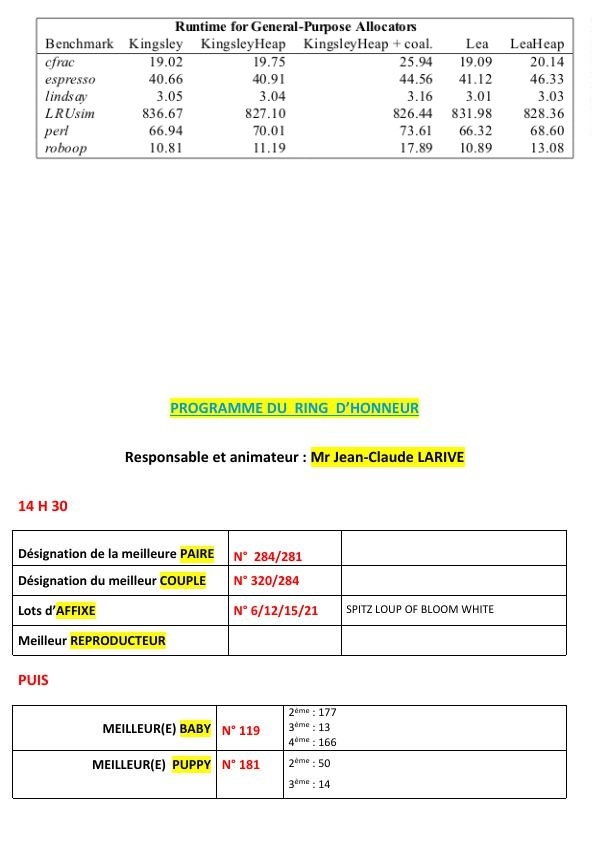 Runtime for General-Purpose Allocators
Benchmark Kingsley KingsleyHeap KingsleyHeap + coal. Lea LeaHeap
cfrac 19.02 19.75 25.94 19.09 20.14
espresso 40.66 40.91 44.56 41.12 46.33
lindsay 3.05 3.04 3.16 3.01 3.03
LRUsim 836.67 827.10 826.44 831.98 828.36
perl 66.94 70.01 73.61 66.32 68.60
roboop 10.81 11.19 17.89 10.89 13.08
PROGRAMME DU RING D’HONNEUR
Responsable et animateur : Mr Jean-Claude LARIVE
14 H 30
Désignation de la meilleure PAIRE N° 284/281
Désignation du meilleur COUPLE N° 320/284
Lots d’AFFIXE N° 6/12/15/21 SPITZ LOUP OF BLOOM WHITE
Meilleur REPRODUCTEUR
PUIS
2ème : 177
MEILLEUR(E) BABY N° 119 3ème : 13
4ème : 166
MEILLEUR(E) PUPPY N° 181 2ème : 50
3ème : 14